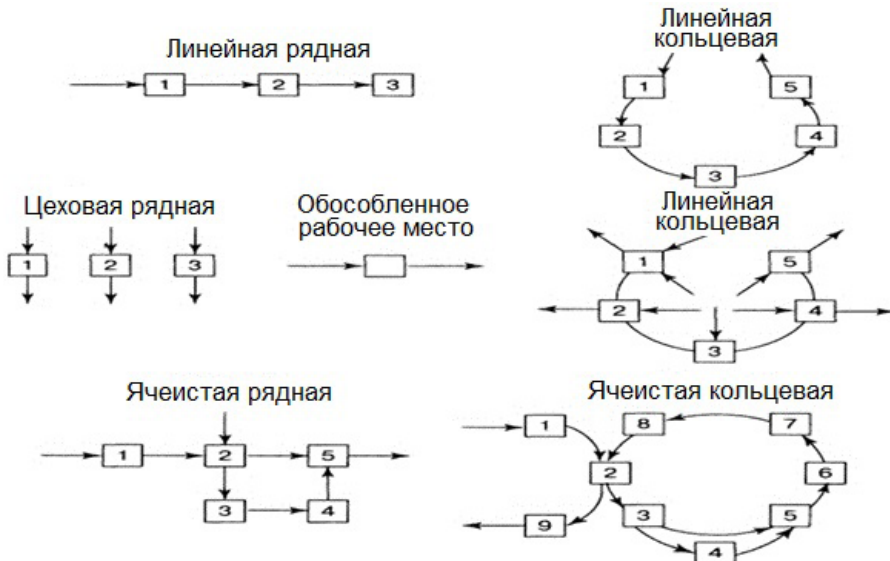 Линейная рядная
1 2 3
Линейная
кольцевая
1 5
2 4
3
Цеховая рядная
1 2 3
Обособленное
рабочее место
Линейная
кольцевая
1 5
2 4
3
Ячеистая рядная
1 2 5
3 4
Ячеистая кольцевая
1 8 7
2 6
3 5
9
4